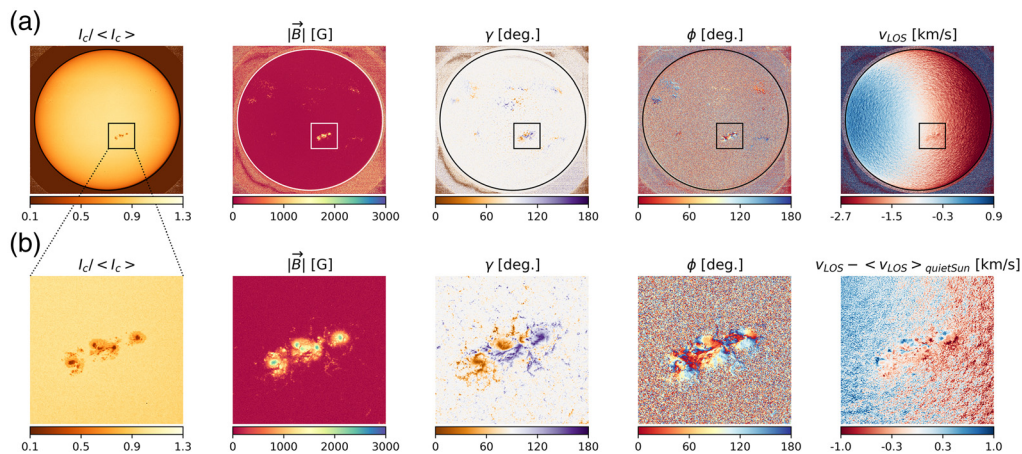 (a)
I_c/ < I_c >
|B⃗| [G]
γ [deg.]
ϕ [deg.]
v_LOS [km/s]
0.1 0.5 0.9 1.3
0 1000 2000 3000
0 60 120 180
0 60 120 180
-2.7 -1.5 -0.3 0.9
(b)
I_c/ < I_c >
|B⃗| [G]
γ [deg.]
ϕ [deg.]
v_LOS − < v_LOS >_quietSun [km/s]
0.1 0.5 0.9 1.3
0 1000 2000 3000
0 60 120 180
0 60 120 180
-1.0 -0.3 0.3 1.0